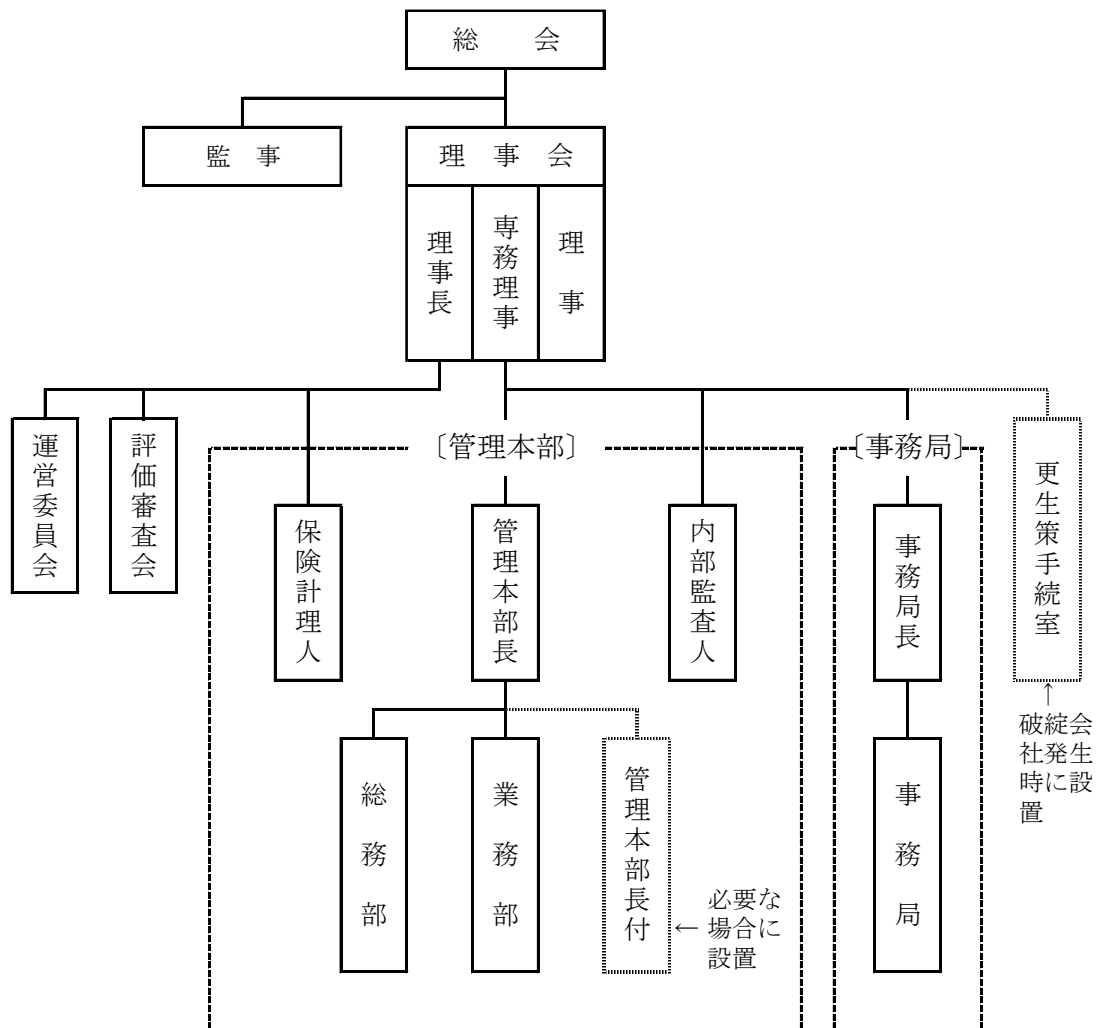 総 会
監 事
理 事 会
理事長
専務理事
理 事
運営委員会
評価審査会
〔管理本部〕
〔事務局〕
保険計理人
管理本部長
内部監査人
事務局長
更生策手続室
↑
破綻会
社発生
時に設
置
総 務 部
業 務 部
管理本部長付
← 必要な
場合に
設置
事 務 局